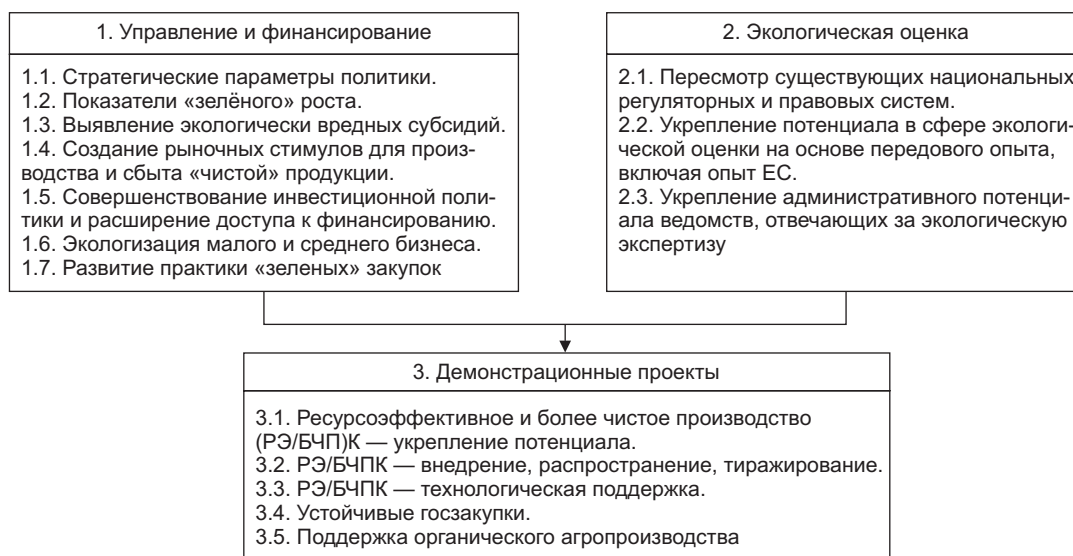 1. Управление и финансирование
1.1. Стратегические параметры политики.
1.2. Показатели «зелёного» роста.
1.3. Выявление экологически вредных субсидий.
1.4. Создание рыночных стимулов для произ-
водства и сбыта “чистой” продукции.
1.5. Совершенствование инвестиционной поли-
тики и расширение доступа к финансированию.
1.6. Экологизация малого и среднего бизнеса.
1.7. Развитие практики «зеленых» закупок
2. Экологическая оценка
2.1. Пересмотр существующих национальных
регуляторных и правовых систем.
2.2. Укрепление потенциала в сфере экологи-
ческой оценки на основе передового опыта,
включая опыт ЕС.
2.3. Укрепление административного потенци-
ала ведомств, отвечающих за экологическую
экспертизу
3. Демонстрационные проекты
3.1. Ресурсоэффективное и более чистое производство
(РЭ/БЧП)К — укрепление потенциала.
3.2. РЭ/БЧПК — внедрение, распространение, тиражирование.
3.3. РЭ/БЧПК — технологическая поддержка.
3.4. Устойчивые госзакупки.
3.5. Поддержка органического агропроизводства